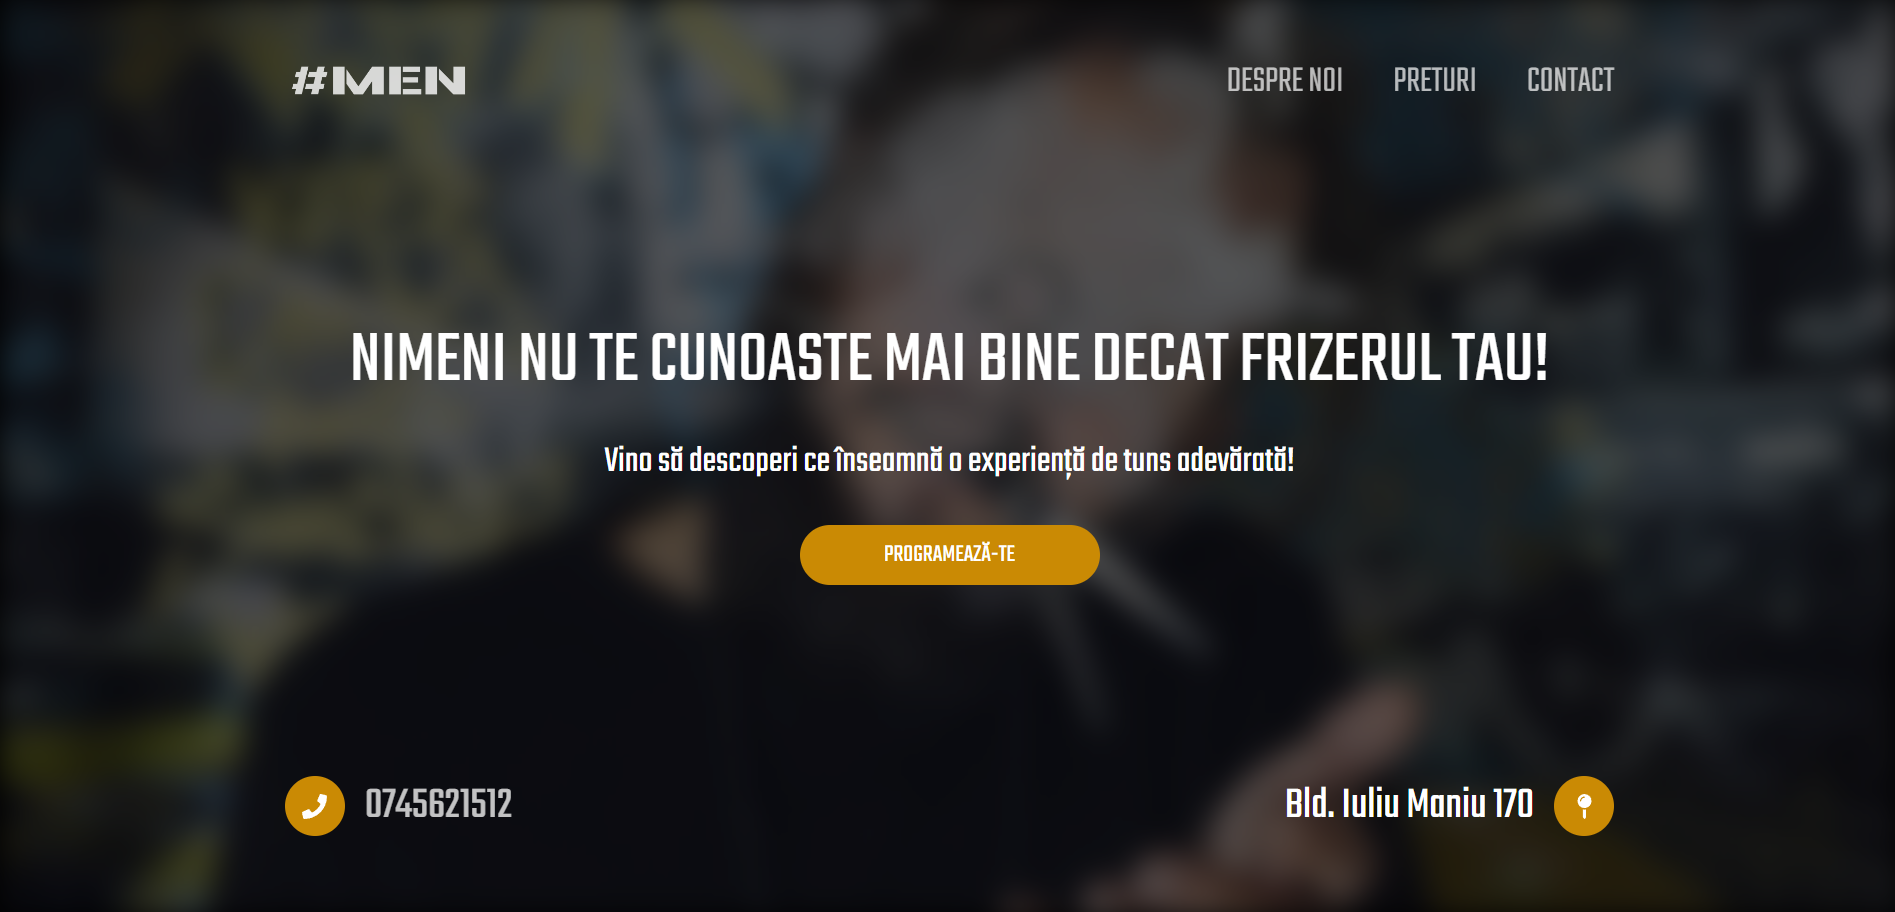 #MEN
DESPRE NOI PRETURI CONTACT
NIMENI NU TE CUNOASTE MAI BINE DECAT FRIZERUL TAU!
Vino să descoperi ce înseamnă o experiență de tuns adevărată!
PROGRAMEAZĂ-TE
0745621512
Bld. Iuliu Maniu 170